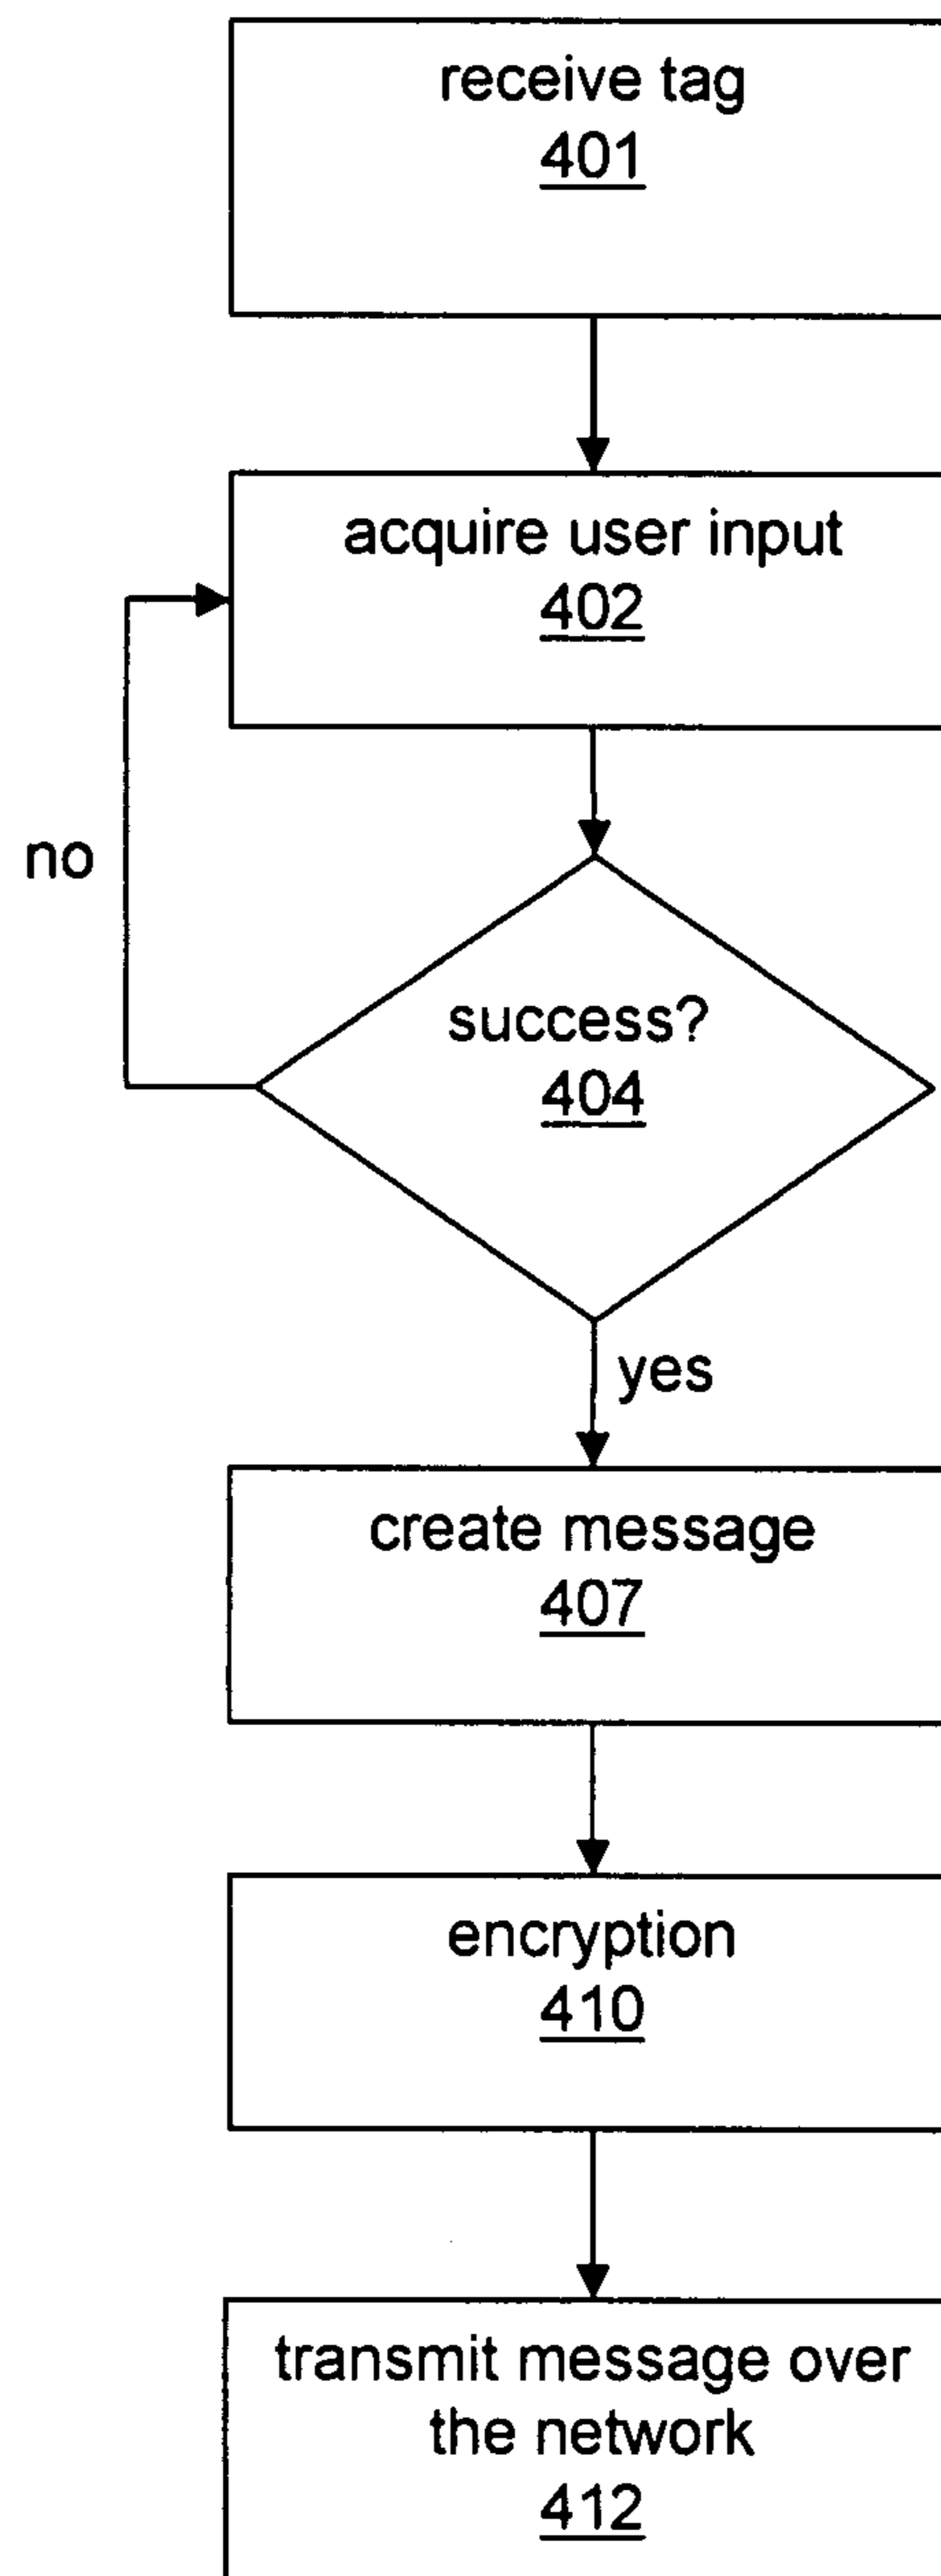 receive tag
401
acquire user input
402
no
success?
404
yes
create message
407
encryption
410
transmit message over
the network
412